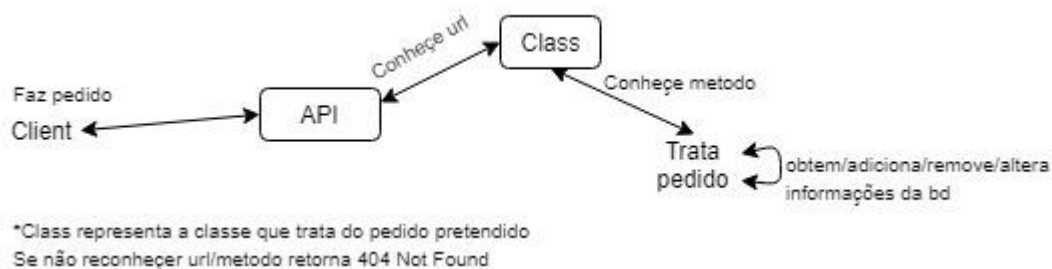 Conheçe url
Class
Faz pedido
Client
API
Conheçe metodo
Trata
pedido
obtem/adiciona/remove/altera
informações da bd
*Class representa a classe que trata do pedido pretendido
Se não reconheçer url/metodo retorna 404 Not Found